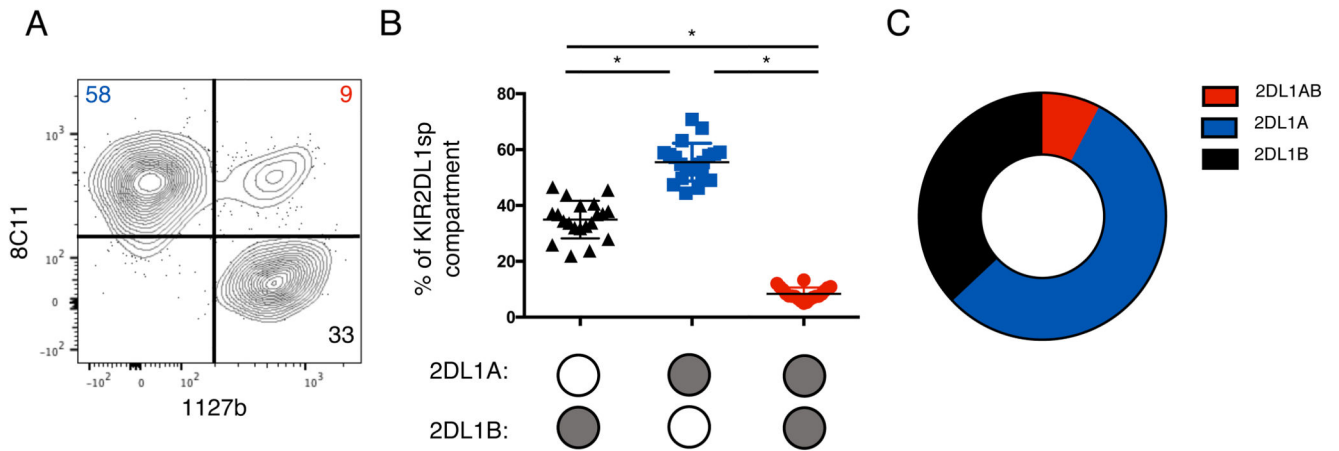 A
58
9
10³
8C11
10²
0
-10²
33
-10² 0 10² 10³
1127b
B
*
* *
80
60
40
20
0
% of KIR2DL1sp
compartment
2DL1A:
2DL1B:
C
2DL1AB
2DL1A
2DL1B